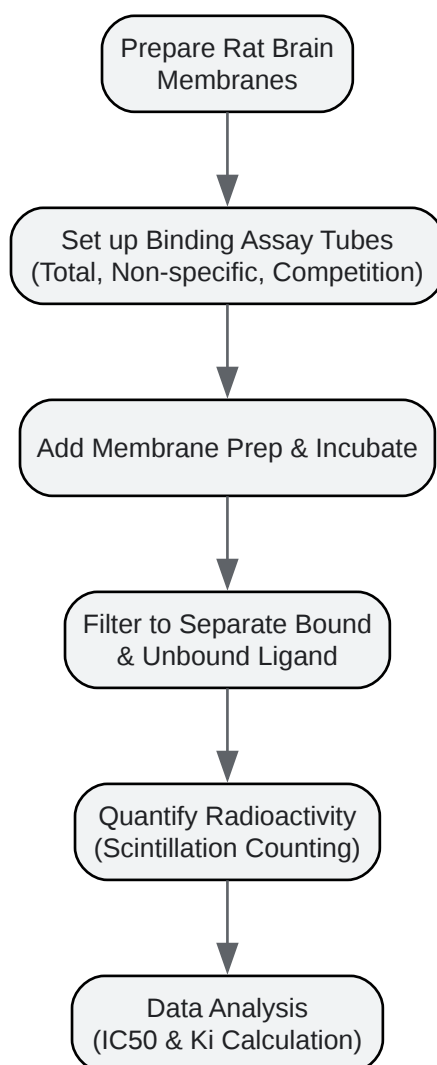 Prepare Rat Brain
Membranes
Set up Binding Assay Tubes
(Total, Non-specific, Competition)
Add Membrane Prep & Incubate
Filter to Separate Bound
& Unbound Ligand
Quantify Radioactivity
(Scintillation Counting)
Data Analysis
(IC50 & Ki Calculation)